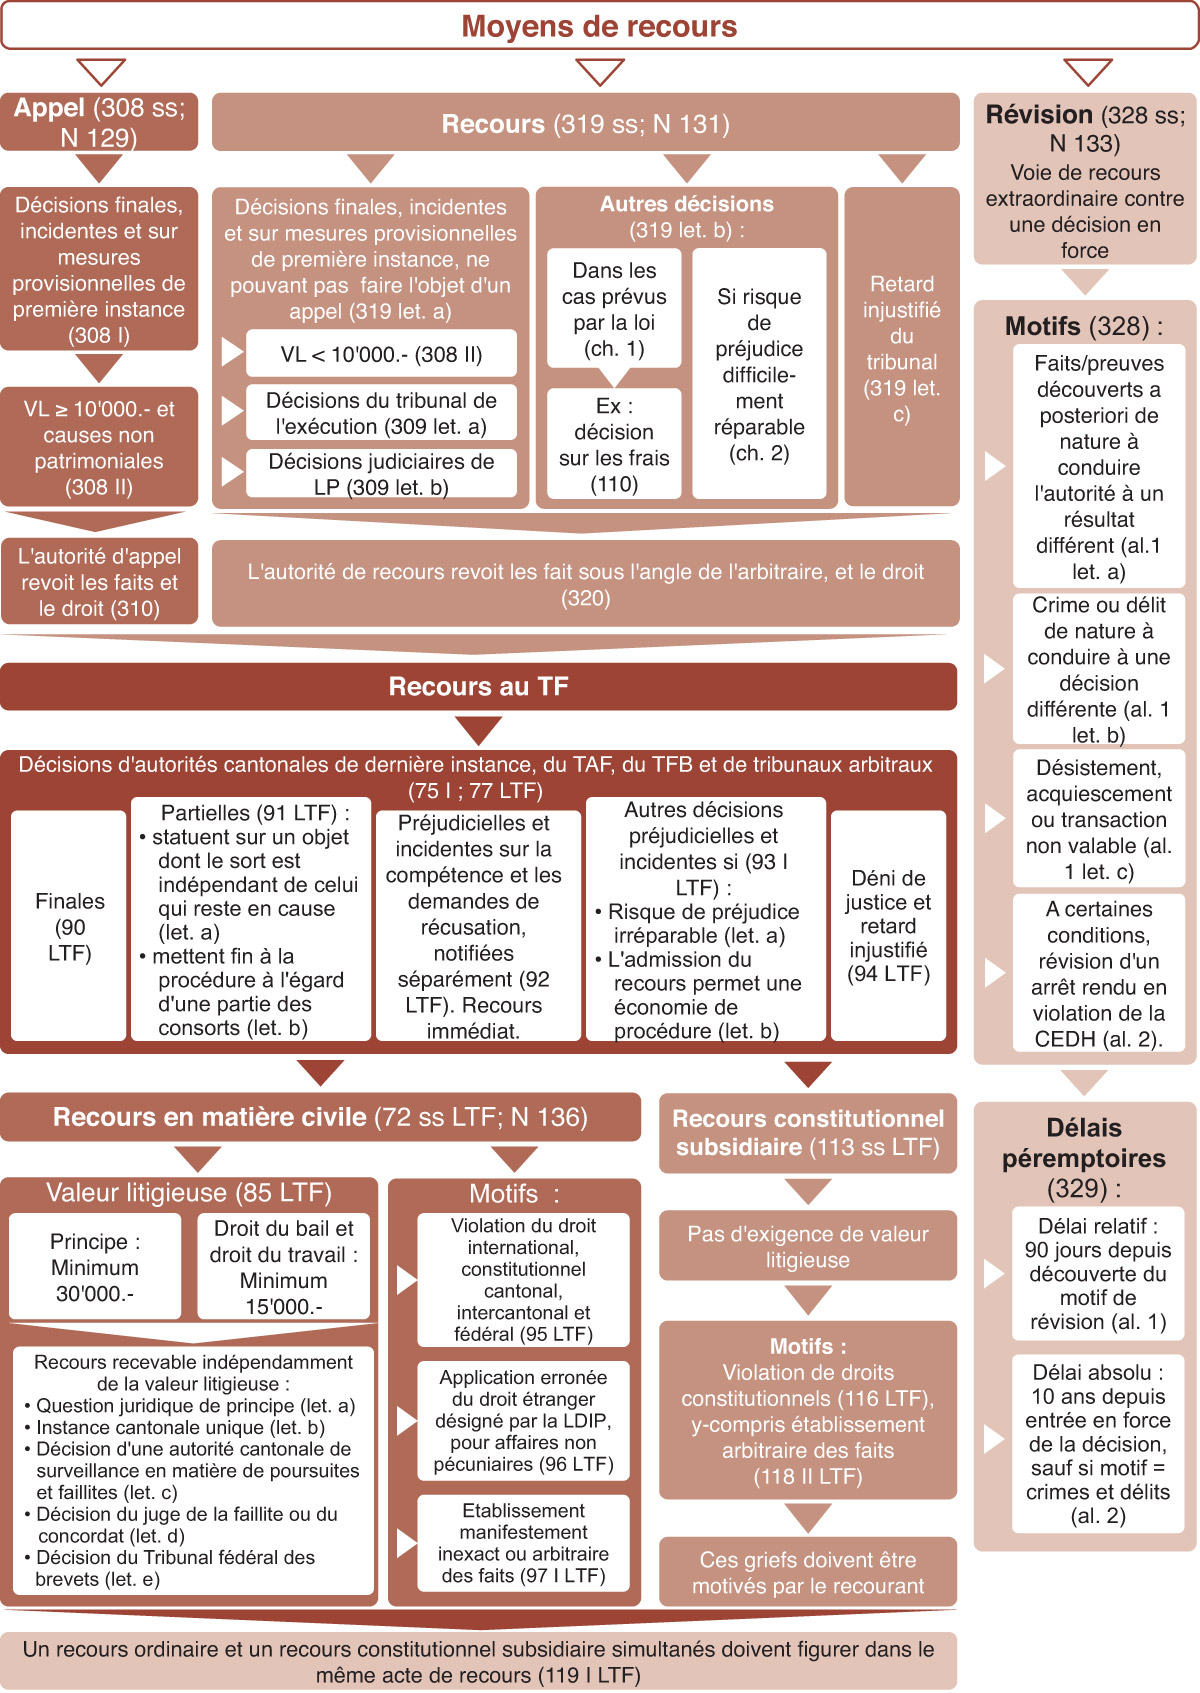 Moyens de recours
Appel (308 ss;
N 129)
Décisions finales,
incidentes et sur
mesures
provisionnelles de
première instance
(308 I)
VL ≥ 10'000.- et
causes non
patrimoniales
(308 II)
L'autorité d'appel
revoit les faits et
le droit (310)
Recours (319 ss; N 131)
Décisions finales, incidentes
et sur mesures provisionnelles
de première instance, ne
pouvant pas faire l'objet d'un
appel (319 let. a)
VL < 10'000.- (308 II)
Décisions du tribunal de
l'exécution (309 let. a)
Décisions judiciaires de
LP (309 let. b)
Autres décisions
(319 let. b) :
Dans les
cas prévus
par la loi
(ch. 1)
Ex :
décision
sur les frais
(110)
Si risque
de
préjudice
difficile-
ment
réparable
(ch. 2)
Retard
injustifié
du
tribunal
(319 let.
c)
L'autorité de recours revoit les fait sous l'angle de l'arbitraire, et le droit
(320)
Révision (328 ss;
N 133)
Voie de recours
extraordinaire contre
une décision en
force
Motifs (328) :
Faits/preuves
découverts a
posteriori de
nature à
conduire
l'autorité à un
résultat
différent (al.1
let. a)
Crime ou délit
de nature à
conduire à une
décision
différente (al. 1
let. b)
Désistement,
acquiescement
ou transaction
non valable (al.
1 let. c)
A certaines
conditions,
révision d'un
arrêt rendu en
violation de la
CEDH (al. 2).
Délais
péremptoires
(329) :
Délai relatif :
90 jours depuis
découverte du
motif de
révision (al. 1)
Délai absolu :
10 ans depuis
entrée en force
de la décision,
sauf si motif =
crimes et délits
(al. 2)
Recours au TF
Décisions d'autorités cantonales de dernière instance, du TAF, du TFB et de tribunaux arbitraux
(75 I ; 77 LTF)
Finales
(90
LTF)
Partielles (91 LTF) :
• statuent sur un objet
dont le sort est
indépendant de celui
qui reste en cause
(let. a)
• mettent fin à la
procédure à l'égard
d'une partie des
consorts (let. b)
Préjudicielles et
incidentes sur la
compétence et les
demandes de
récusation,
notifiées
séparément (92
LTF). Recours
immédiat.
Autres décisions
préjudicielles et
incidentes si (93 I
LTF) :
• Risque de préjudice
irréparable (let. a)
• L'admission du
recours permet une
économie de
procédure (let. b)
Déni de
justice et
retard
injustifié
(94 LTF)
Recours en matière civile (72 ss LTF; N 136)
Valeur litigieuse (85 LTF)
Principe :
Minimum
30'000.-
Droit du bail et
droit du travail :
Minimum
15'000.-
Recours recevable indépendamment
de la valeur litigieuse :
• Question juridique de principe (let. a)
• Instance cantonale unique (let. b)
• Décision d'une autorité cantonale de
surveillance en matière de poursuites
et faillites (let. c)
• Décision du juge de la faillite ou du
concordat (let. d)
• Décision du Tribunal fédéral des
brevets (let. e)
Motifs :
Violation du droit
international,
constitutionnel
cantonal,
intercantonal et
fédéral (95 LTF)
Application erronée
du droit étranger
désigné par la LDIP,
pour affaires non
pécuniaires (96 LTF)
Etablissement
manifestement
inexact ou arbitraire
des faits (97 I LTF)
Recours constitutionnel
subsidiaire (113 ss LTF)
Pas d'exigence de valeur
litigieuse
Motifs :
Violation de droits
constitutionnels (116 LTF),
y-compris établissement
arbitraire des faits
(118 II LTF)
Ces griefs doivent être
motivés par le recourant
Un recours ordinaire et un recours constitutionnel subsidiaire simultanés doivent figurer dans le
même acte de recours (119 I LTF)